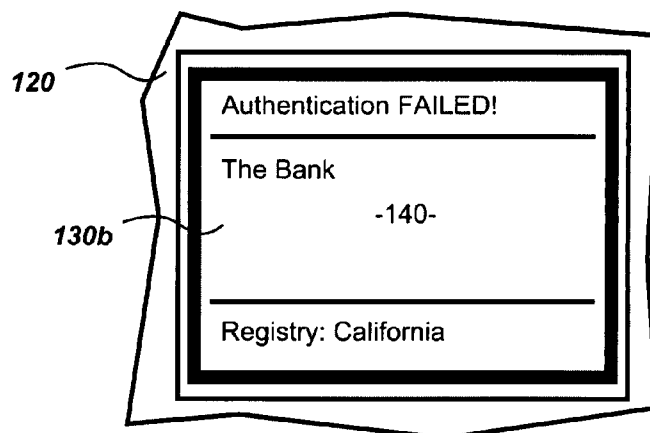 120
Authentication FAILED!
The Bank
-140-
130b
Registry: California